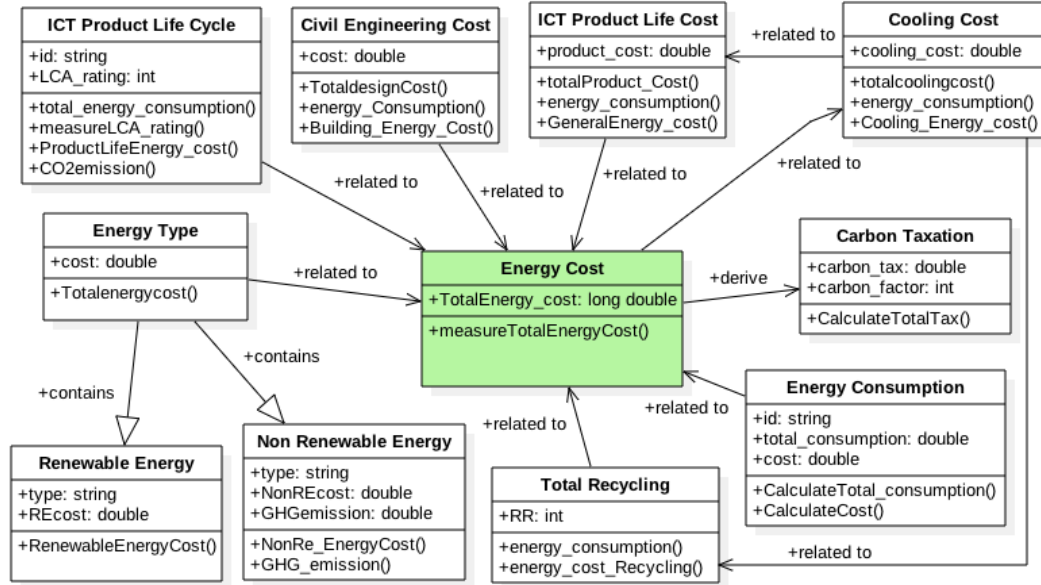 ICT Product Life Cycle
+id: string
+LCA_rating: int
+total_energy_consumption()
+measureLCA_rating()
+ProductLifeEnergy_cost()
+CO2emission()
Civil Engineering Cost
+cost: double
+TotaldesignCost()
+energy_Consumption()
+Building_Energy_Cost()
ICT Product Life Cost
+product_cost: double
+totalProduct_Cost()
+energy_consumption()
+GeneralEnergy_cost()
+related to
Cooling Cost
+cooling_cost: double
+totalcoolingcost()
+energy_consumption()
+Cooling_Energy_cost()
+related to
+related to
+related to
+related to
Energy Type
+cost: double
+Totalenergycost()
+related to
Energy Cost
+TotalEnergy_cost: long double
+measureTotalEnergyCost()
+derive
Carbon Taxation
+carbon_tax: double
+carbon_factor: int
+CalculateTotalTax()
+contains
+contains
Renewable Energy
+type: string
+REcost: double
+RenewableEnergyCost()
Non Renewable Energy
+type: string
+NonREcost: double
+GHGemission: double
+NonRe_EnergyCost()
+GHG_emission()
+related to
Total Recycling
+RR: int
+energy_consumption()
+energy_cost_Recycling()
+related to
Energy Consumption
+id: string
+total_consumption: double
+cost: double
+CalculateTotal_consumption()
+CalculateCost()
+related to